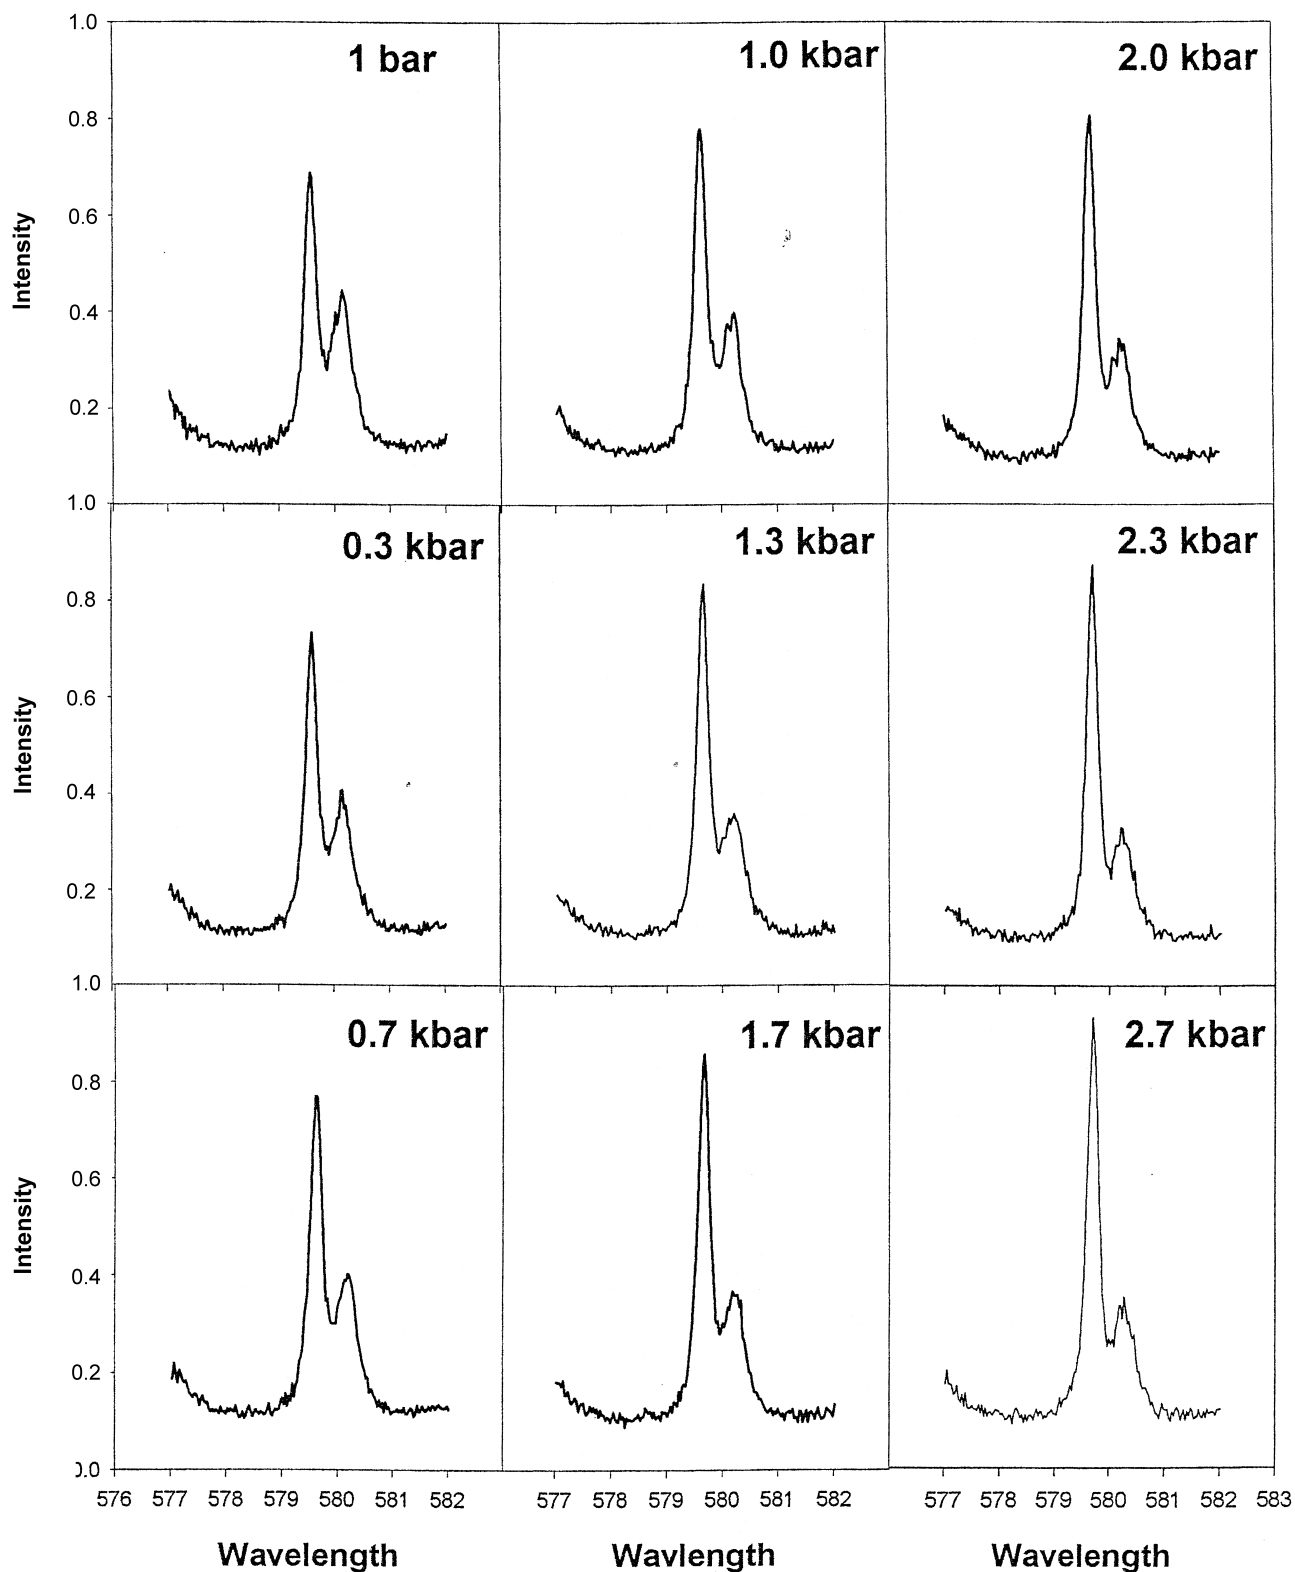 1.0
1 bar
1.0 kbar
2.0 kbar
0.8
0.6
Intensity
0.4
0.2
1.0
0.3 kbar
1.3 kbar
2.3 kbar
0.8
0.6
Intensity
0.4
0.2
1.0
0.7 kbar
1.7 kbar
2.7 kbar
0.8
0.6
Intensity
0.4
0.2
0.0
576 577 578 579 580 581 582 577 578 579 580 581 582 577 578 579 580 581 582 583
Wavelength Wavlength Wavelength